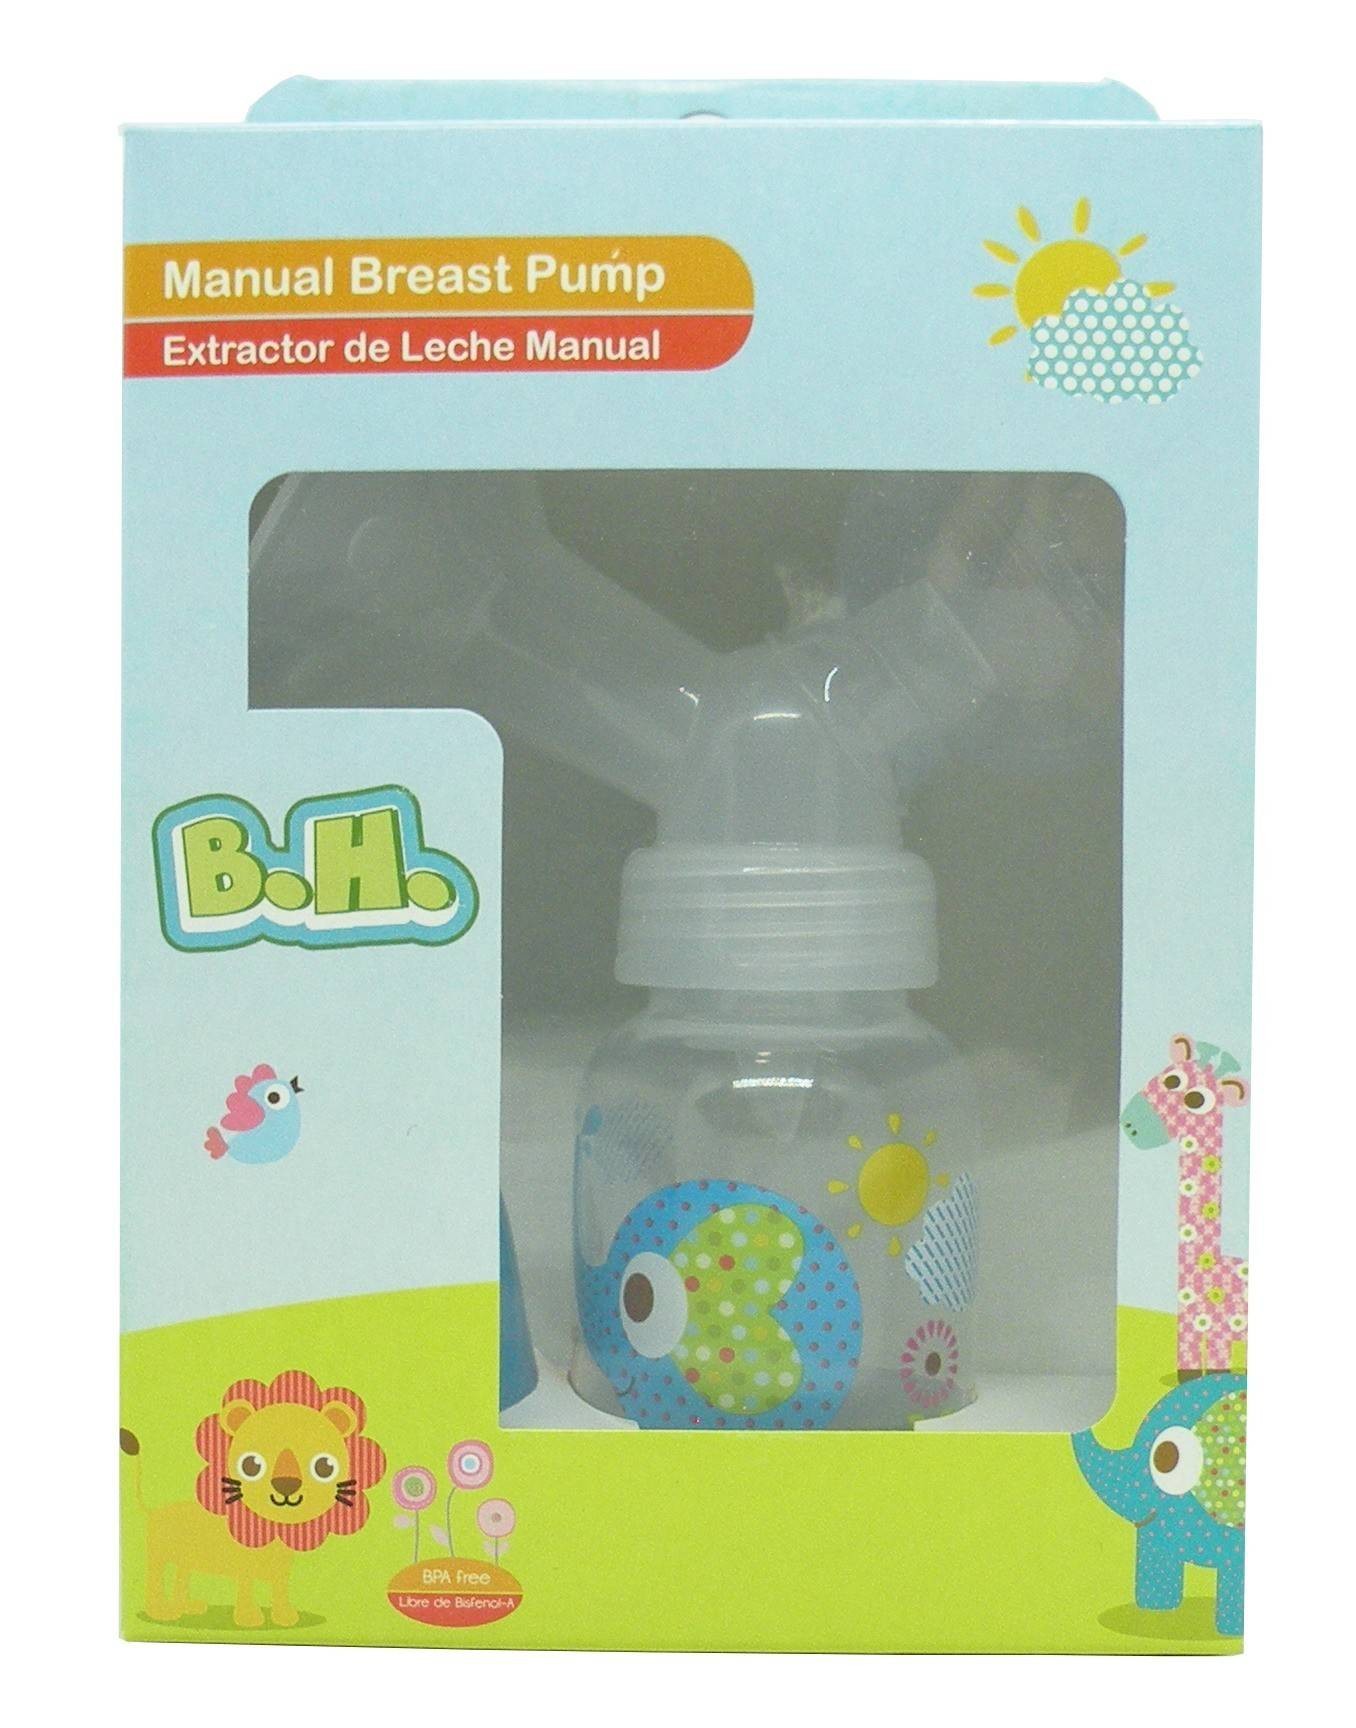 Manual Breast Pump
Extractor de Leche Manual
B.H.
BPA free
Libre de Bisfenol-A